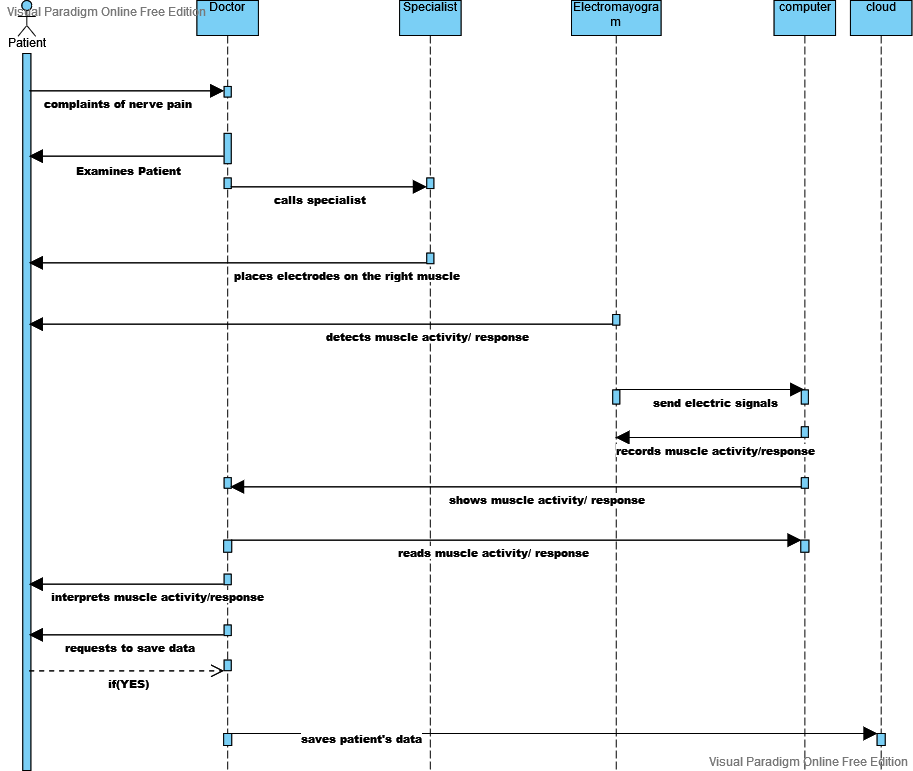 Visual Paradigm Online Free Edition
Doctor
Specialist
Electromayogra
m
computer
cloud
Patient
complaints of nerve pain
Examines Patient
calls specialist
places electrodes on the right muscle
detects muscle activity/ response
send electric signals
records muscle activity/response
shows muscle activity/ response
reads muscle activity/ response
interprets muscle activity/response
requests to save data
if(YES)
saves patient's data
Visual Paradigm Online Free Edition